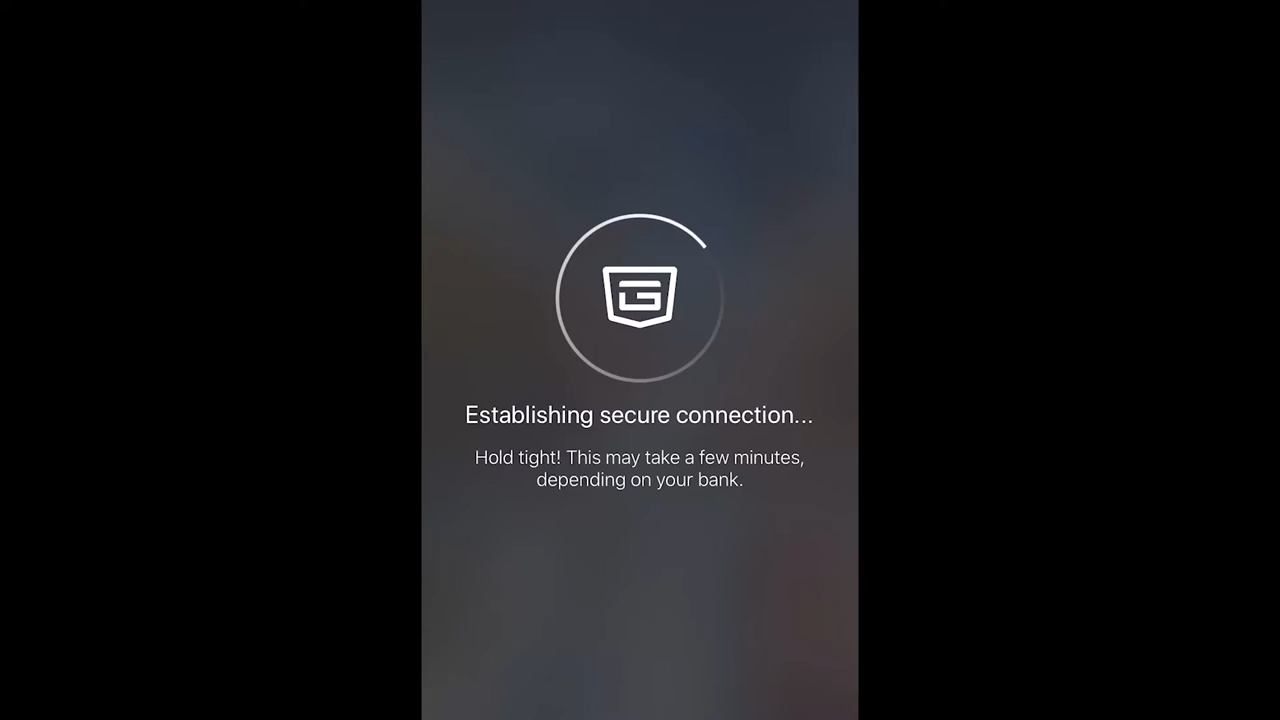 Establishing secure connection...
Hold tight! This may take a few minutes,
depending on your bank.